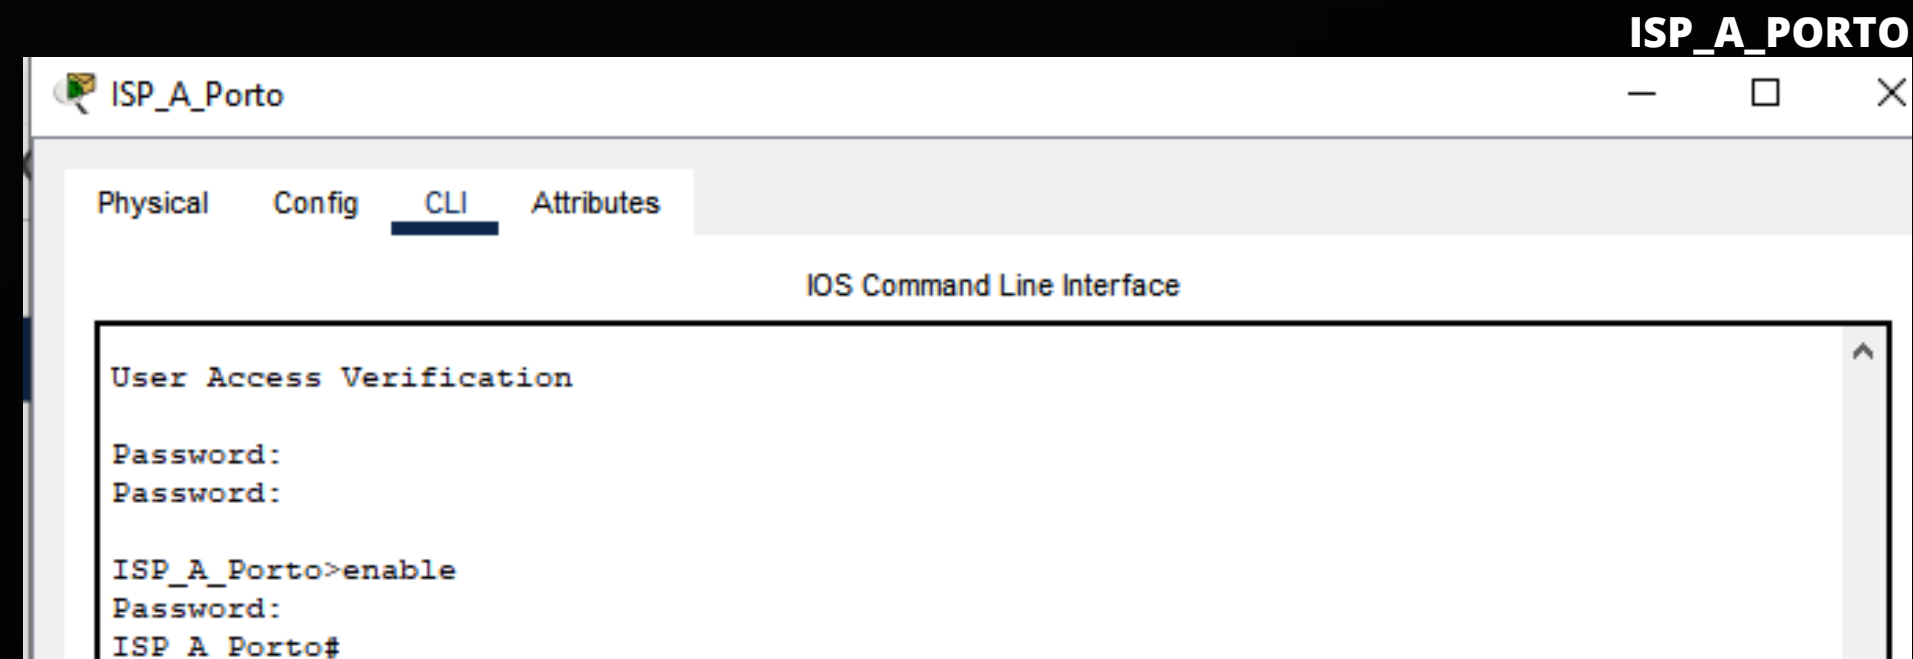 ISP_A_PORTO
ISP_A_Porto
Physical Config CLI Attributes
IOS Command Line Interface
User Access Verification
Password:
Password:
ISP_A_Porto>enable
Password:
ISP_A_Porto#